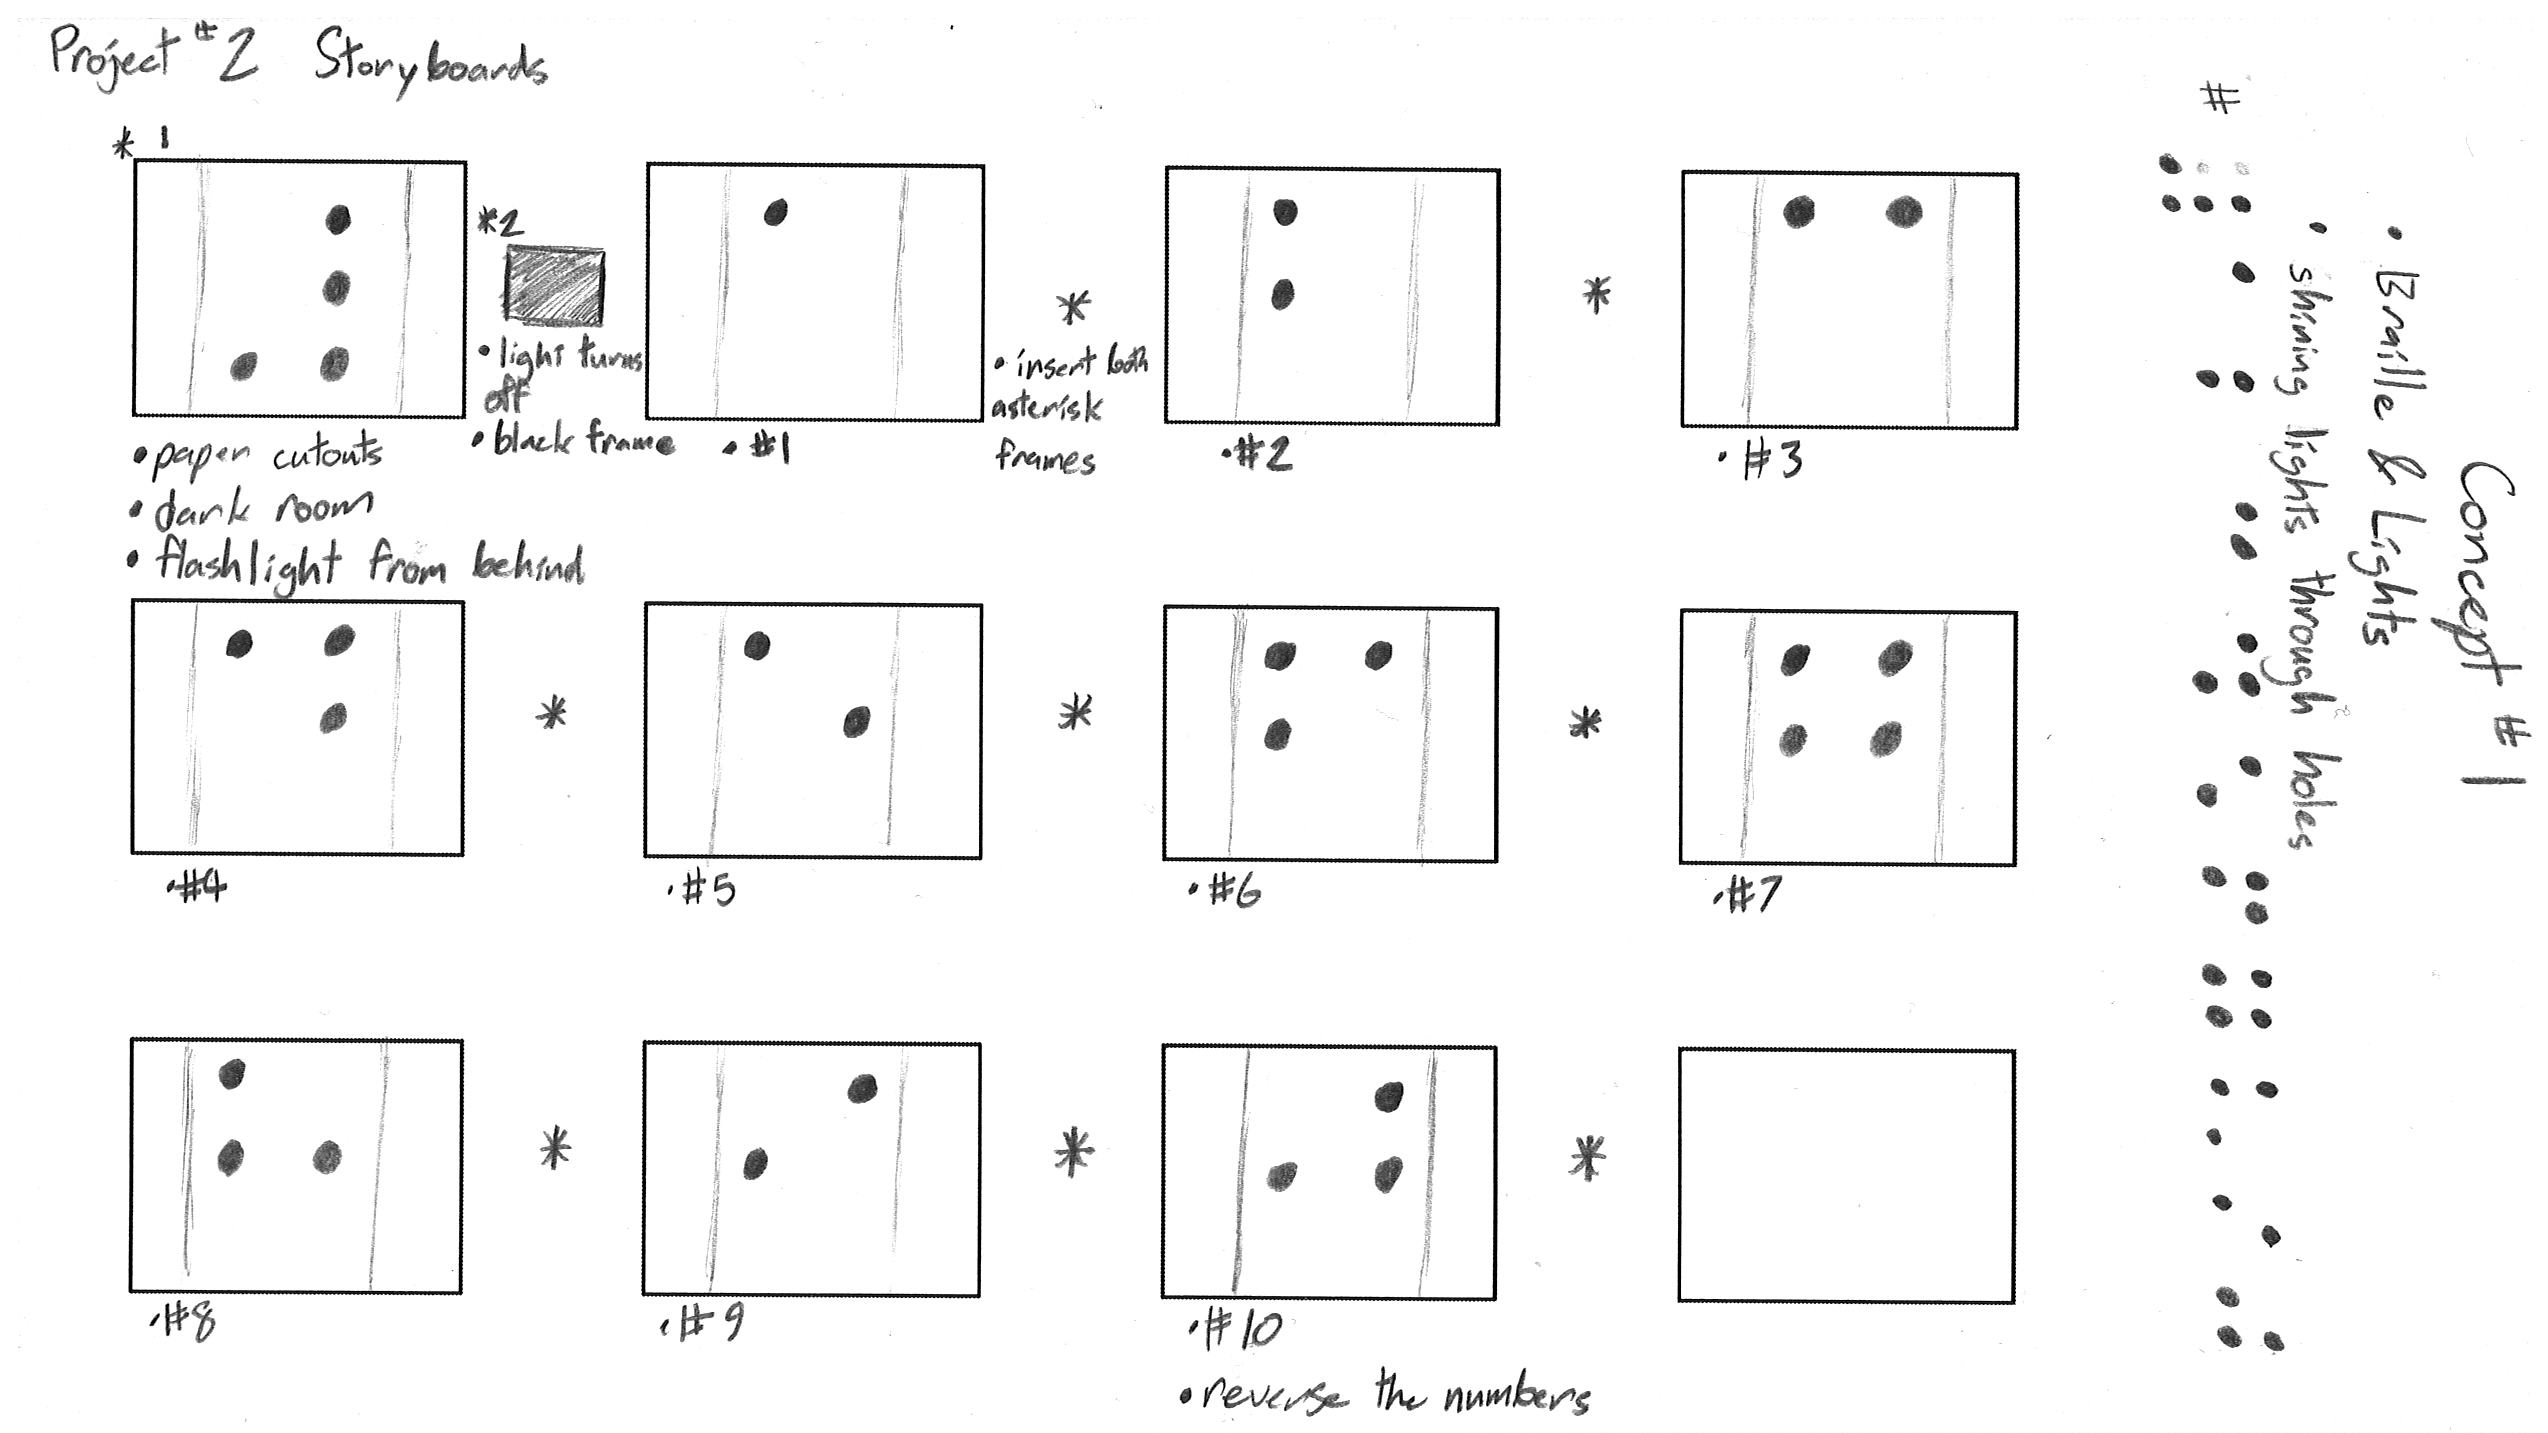 Project #2 Storyboards
* 1
*2
• light turns
off
• black frame
• paper cutouts
• dark room
• flashlight from behind
• #1
*
• insert both
asterisk
frames
• #2
*
• #3
• #4
*
• #5
*
• #6
*
• #7
• #8
*
• #9
*
• #10
• reverse the numbers
*
Concept #1
• Braille & Lights
• shining lights through holes
#